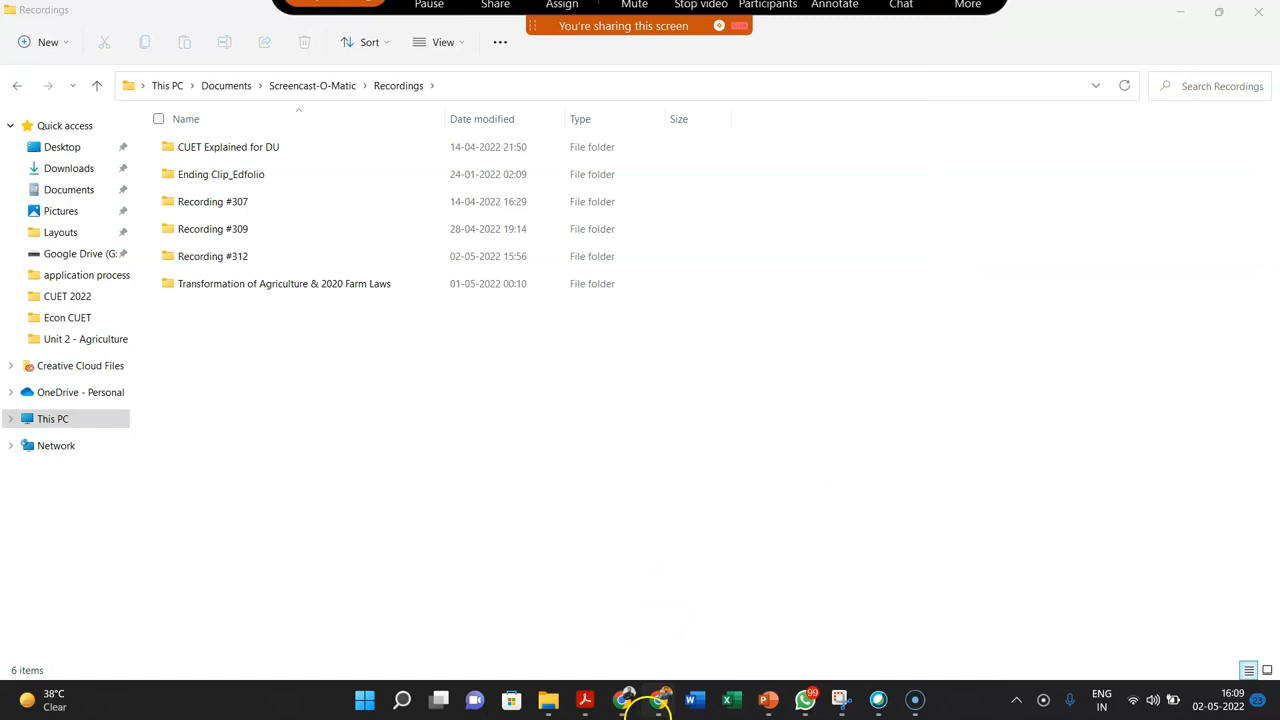 Recordings
Pause Share Assign Mute Stop video Participants Annotate Chat More
You're sharing this screen
New Sort View
This PC Documents Screencast-O-Matic Recordings
Search Recordings
Name Date modified Type Size
Quick access
Desktop
Downloads
Documents
Pictures
Layouts
Google Drive (G:
application process
CUET 2022
Econ CUET
Unit 2 - Agriculture
Creative Cloud Files
OneDrive - Personal
This PC
Network
CUET Explained for DU 14-04-2022 21:50 File folder
Ending Clip_Edfolio 24-01-2022 02:09 File folder
Recording #307 14-04-2022 16:29 File folder
Recording #309 28-04-2022 19:14 File folder
Recording #312 02-05-2022 15:56 File folder
Transformation of Agriculture & 2020 Farm Laws 01-05-2022 00:10 File folder
6 items
38°C
Clear
99
ENG
IN
16:09
02-05-2022
23